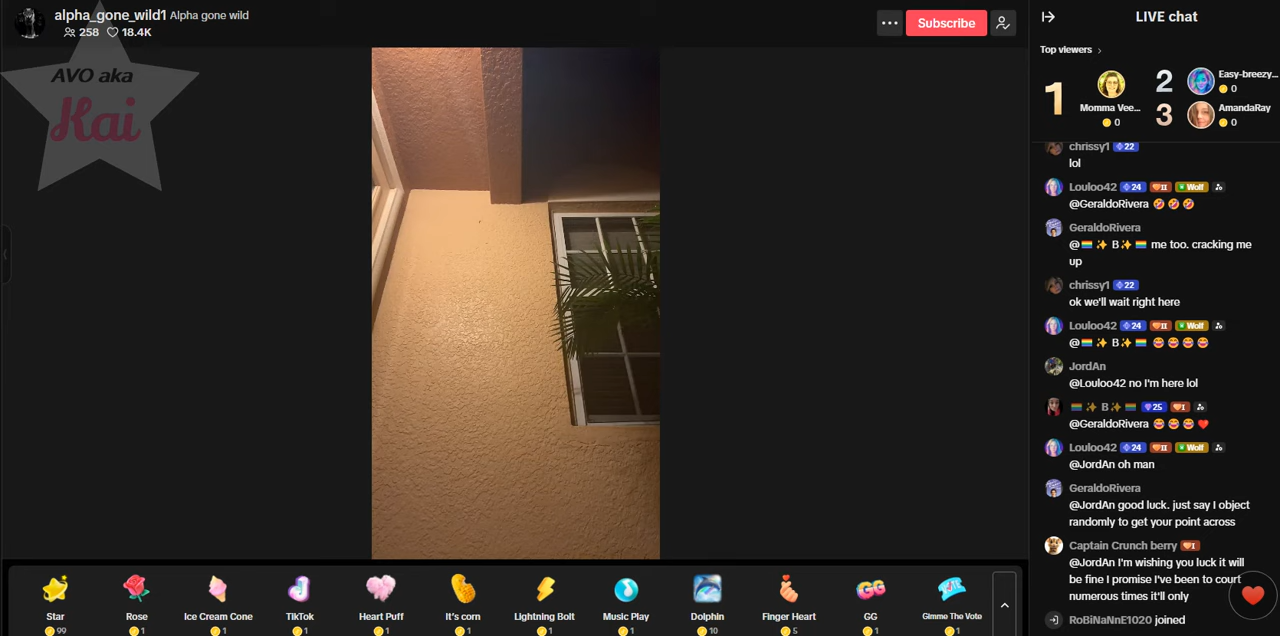 alpha_gone_wild1 Alpha gone wild
258 18.4K
AVO aka
Kai
Subscribe
LIVE chat
Top viewers
1
Momma Vee...
0
2
Easy-breezy...
0
3
AmandaRay
0
chrissy1 22
lol
Louloo42 24 II Wolf
@GeraldoRivera 🤣 🤣 🤣
GeraldoRivera
@🏳️‍🌈 ✨ B✨ 🏳️‍🌈 me too. cracking me
up
chrissy1 22
ok we'll wait right here
Louloo42 24 II Wolf
@🏳️‍🌈 ✨ B✨ 🏳️‍🌈 😂 😂 😂 😂
JordAn
@Louloo42 no I'm here lol
🏳️‍🌈 ✨ B✨ 🏳️‍🌈 25 I
@GeraldoRivera 😂 😂 😂 ❤️
Louloo42 24 II Wolf
@JordAn oh man
GeraldoRivera
@JordAn good luck. just say I object
randomly to get your point across
Captain Crunch berry I
@JordAn I'm wishing you luck it will
be fine I promise I've been to court
numerous times it'll only
RoBiNaNnE1020 joined
Star
99
Rose
1
Ice Cream Cone
1
TikTok
1
Heart Puff
1
It's corn
1
Lightning Bolt
1
Music Play
1
Dolphin
10
Finger Heart
5
GG
GG
1
Gimme The Vote
1